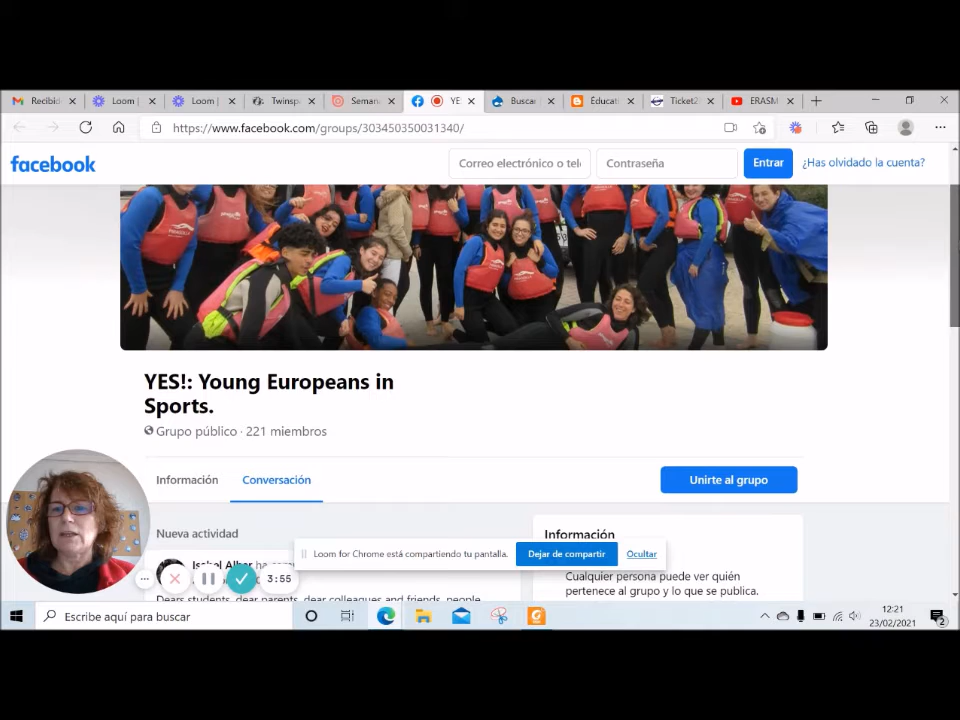 Recibid
Loom |
Loom |
Twinspa
Seman
YE
Buscar
Educati
TicketZ
ERASM
https://www.facebook.com/groups/303450350031340/
facebook
Correo electrónico o telé
Contraseña
Entrar
¿Has olvidado la cuenta?
YES!: Young Europeans in
Sports.
Grupo público · 221 miembros
Información
Conversación
Unirte al grupo
Nueva actividad
Información
Loom for Chrome está compartiendo tu pantalla.
Dejar de compartir
Ocultar
3:55
Cualquier persona puede ver quién
pertenece al grupo y lo que se publica.
Dears students, dear parents, dear colleagues and friends, people
Escribe aquí para buscar
12:21
23/02/2021
2